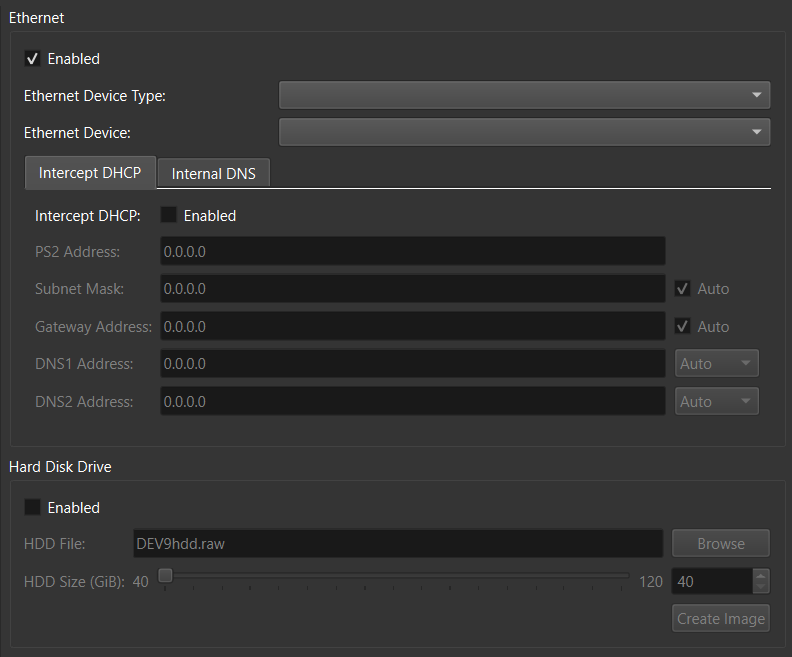 Ethernet
Enabled
Ethernet Device Type:
Ethernet Device:
Intercept DHCP Internal DNS
Intercept DHCP: Enabled
PS2 Address: 0.0.0.0
Subnet Mask: 0.0.0.0 Auto
Gateway Address: 0.0.0.0 Auto
DNS1 Address: 0.0.0.0 Auto
DNS2 Address: 0.0.0.0 Auto
Hard Disk Drive
Enabled
HDD File: DEV9hdd.raw Browse
HDD Size (GiB): 40 120 40
Create Image